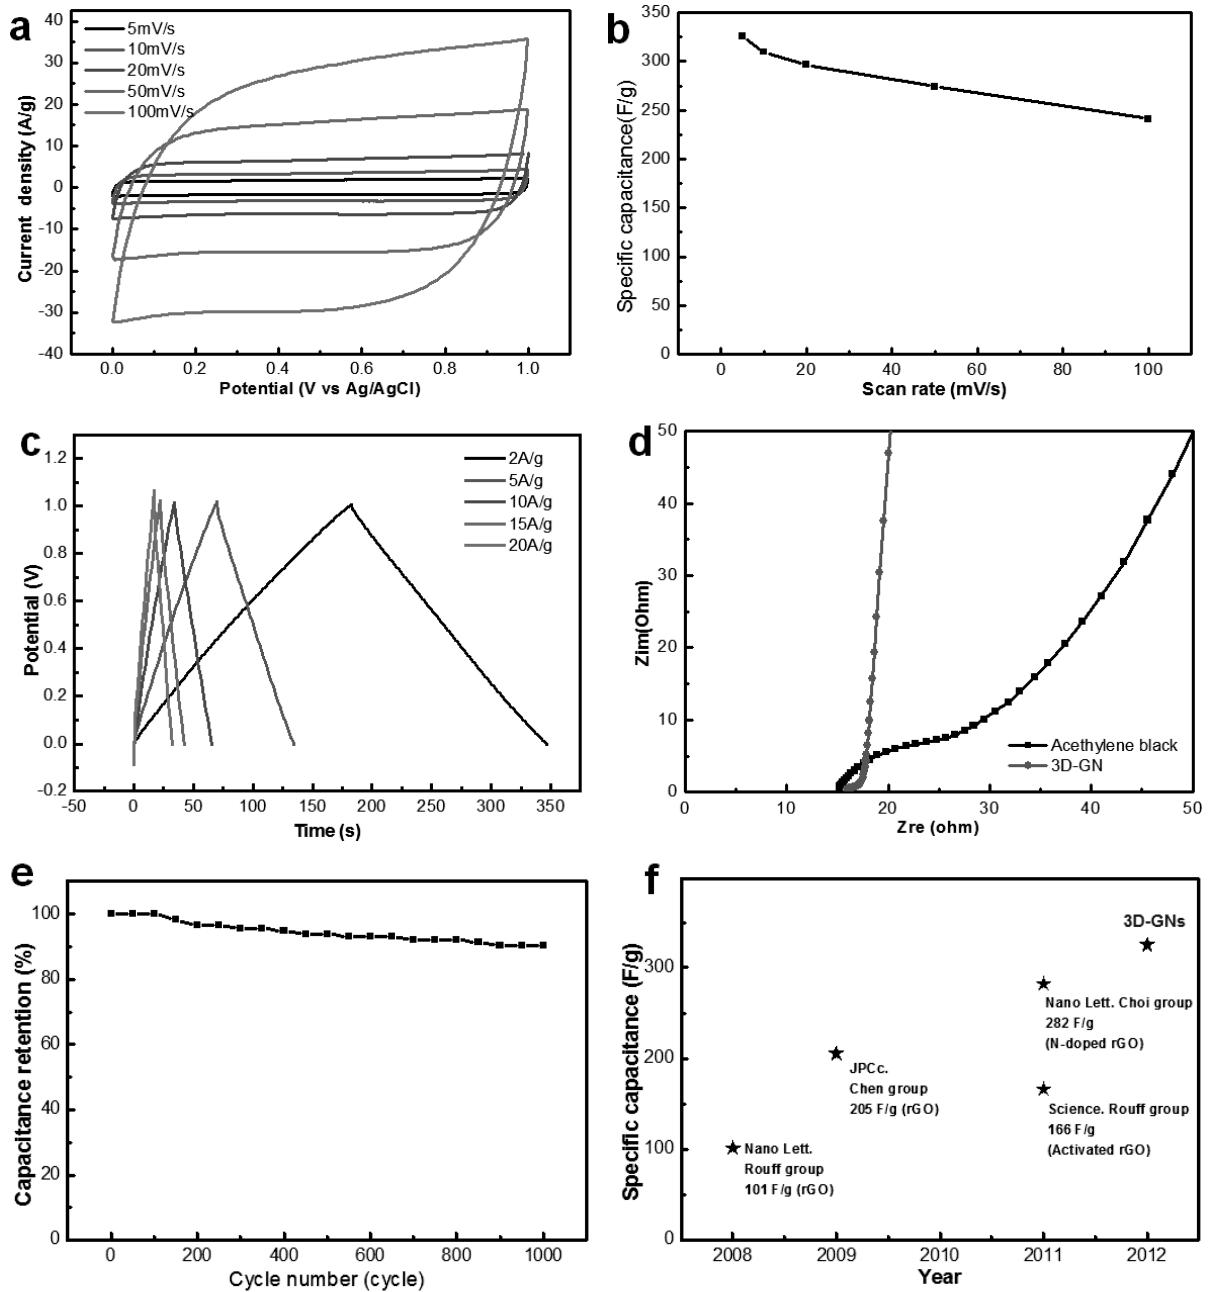 a
5mV/s
10mV/s
20mV/s
50mV/s
100mV/s
40
30
20
10
0
-10
-20
-30
-40
Current density (A/g)
0.0 0.2 0.4 0.6 0.8 1.0
Potential (V vs Ag/AgCl)
b
350
300
250
200
150
100
50
0
Specific capacitance(F/g)
0 20 40 60 80 100
Scan rate (mV/s)
c
2A/g
5A/g
10A/g
15A/g
20A/g
1.2
1.0
0.8
0.6
0.4
0.2
0.0
-0.2
Potential (V)
-50 0 50 100 150 200 250 300 350
Time (s)
d
50
40
30
20
10
0
Zim(Ohm)
Acethylene black
3D-GN
0 10 20 30 40 50
Zre (ohm)
e
100
80
60
40
20
0
Capacitance retention (%)
0 200 400 600 800 1000
Cycle number (cycle)
f
300
200
100
0
Specific capacitance (F/g)
3D-GNs
Nano Lett. Choi group
282 F/g
(N-doped rGO)
JPCc.
Chen group
205 F/g (rGO)
Science. Rouff group
166 F/g
(Activated rGO)
Nano Lett.
Rouff group
101 F/g (rGO)
2008 2009 2010 2011 2012
Year